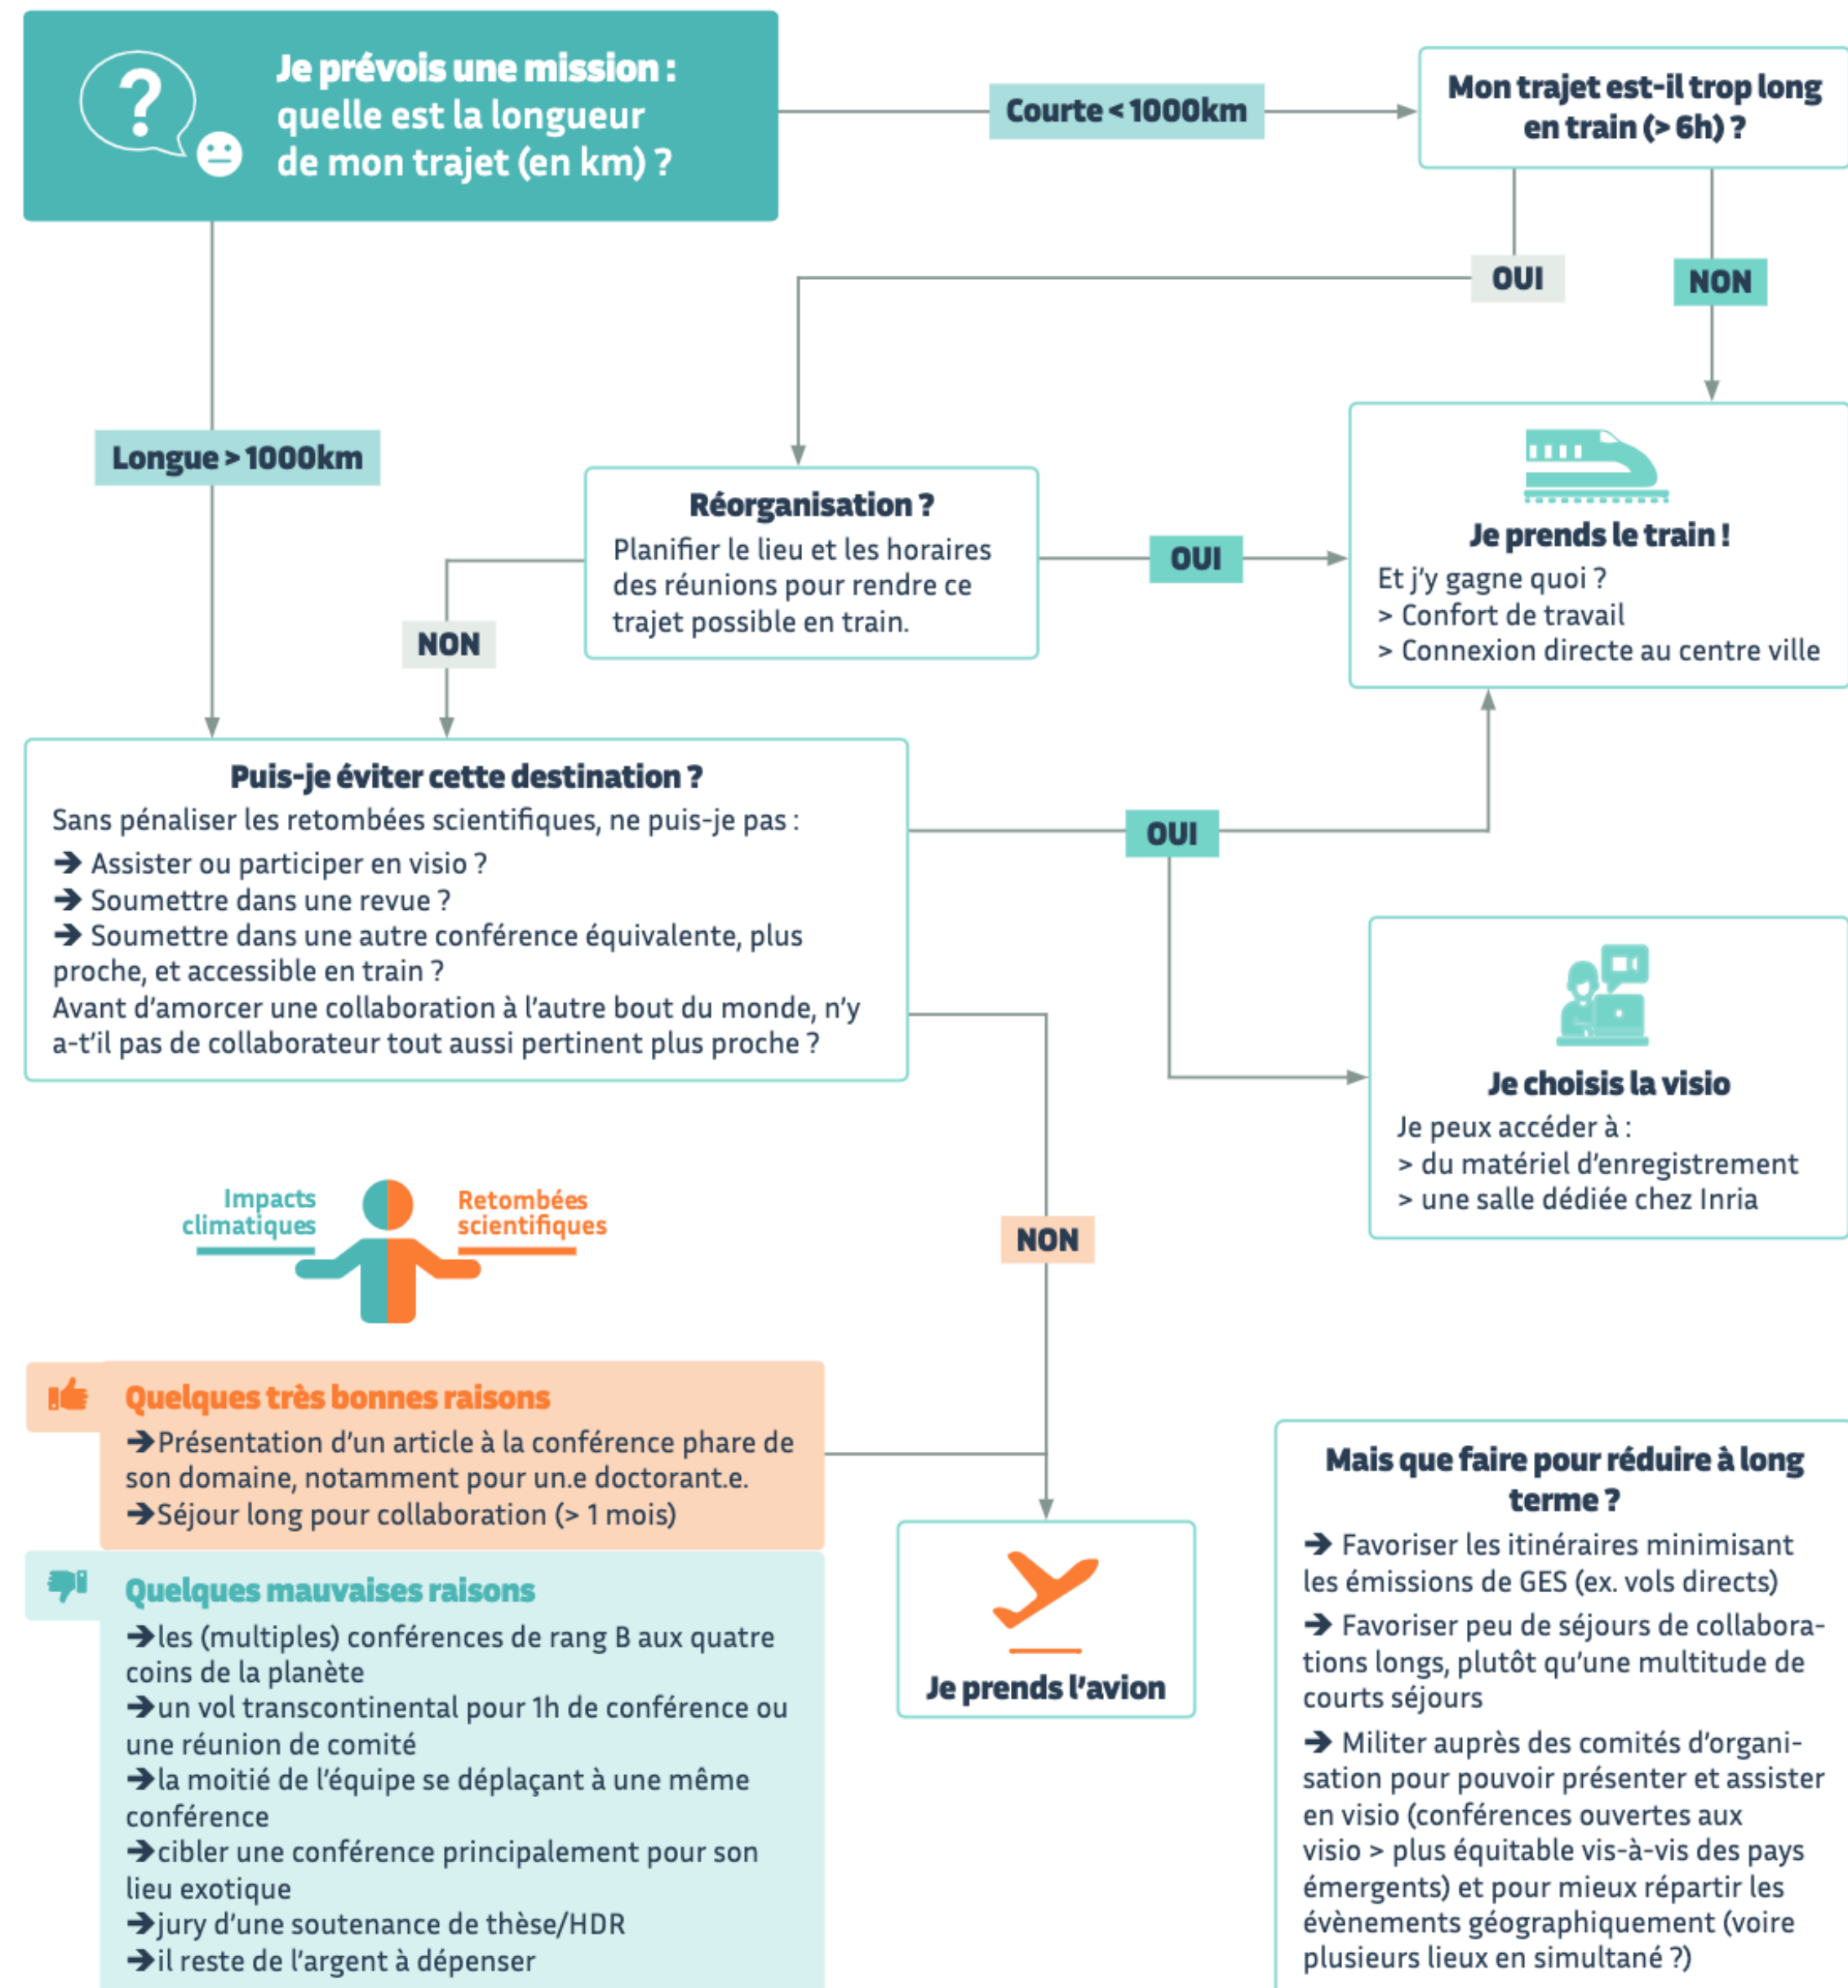 ?
Je prévois une mission :
quelle est la longueur
de mon trajet (en km) ?
Courte < 1000km
Mon trajet est-il trop long
en train (> 6h) ?
OUI
NON
Longue > 1000km
Réorganisation ?
Planifier le lieu et les horaires
des réunions pour rendre ce
trajet possible en train.
OUI
NON
Je prends le train !
Et j'y gagne quoi ?
> Confort de travail
> Connexion directe au centre ville
Puis-je éviter cette destination ?
Sans pénaliser les retombées scientifiques, ne puis-je pas :
➔ Assister ou participer en visio ?
➔ Soumettre dans une revue ?
➔ Soumettre dans une autre conférence équivalente, plus
proche, et accessible en train ?
Avant d'amorcer une collaboration à l'autre bout du monde, n'y
a-t'il pas de collaborateur tout aussi pertinent plus proche ?
OUI
Je choisis la visio
Je peux accéder à :
> du matériel d'enregistrement
> une salle dédiée chez Inria
Impacts
climatiques
Retombées
scientifiques
NON
Quelques très bonnes raisons
➔Présentation d'un article à la conférence phare de
son domaine, notamment pour un.e doctorant.e.
➔Séjour long pour collaboration (> 1 mois)
Quelques mauvaises raisons
➔les (multiples) conférences de rang B aux quatre
coins de la planète
➔un vol transcontinental pour 1h de conférence ou
une réunion de comité
➔la moitié de l'équipe se déplaçant à une même
conférence
➔cibler une conférence principalement pour son
lieu exotique
➔jury d'une soutenance de thèse/HDR
➔il reste de l'argent à dépenser
Je prends l'avion
Mais que faire pour réduire à long
terme ?
➔ Favoriser les itinéraires minimisant
les émissions de GES (ex. vols directs)
➔ Favoriser peu de séjours de collabora-
tions longs, plutôt qu'une multitude de
courts séjours
➔ Militer auprès des comités d'organi-
sation pour pouvoir présenter et assister
en visio (conférences ouvertes aux
visio > plus équitable vis-à-vis des pays
émergents) et pour mieux répartir les
évènements géographiquement (voire
plusieurs lieux en simultané ?)